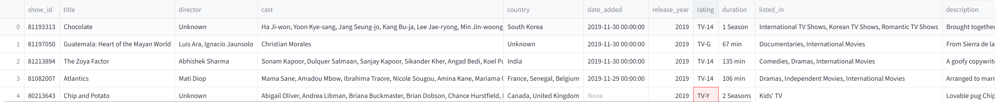 show_id title director cast country date_added release_year rating duration listed_in description
0 81193313 Chocolate Unknown Ha Ji-won, Yoon Kye-sang, Jang Seung-jo, Kang Bu-ja, Lee Jae-ryong, Min Jin-woong South Korea 2019-11-30 00:00:00 2019 TV-14 1 Season International TV Shows, Korean TV Shows, Romantic TV Shows Brought together
1 81197050 Guatemala: Heart of the Mayan World Luis Ara, Ignacio Jaunsolo Christian Morales Unknown 2019-11-30 00:00:00 2019 TV-G 67 min Documentaries, International Movies From Sierra de la
2 81213894 The Zoya Factor Abhishek Sharma Sonam Kapoor, Dulquer Salmaan, Sanjay Kapoor, Sikander Kher, Angad Bedi, Koel India 2019-11-30 00:00:00 2019 TV-14 135 min Comedies, Dramas, International Movies A goofy
3 81082007 Atlantics Mati Diop Mama Sane, Amadou Mbow, Ibrahima Traore, Nicole Sougou, Amina Kane, Mariama France, Senegal, Belgium 2019-11-29 00:00:00 2019 TV-14 106 min Dramas, Independent Movies, International Movies Arranged to
4 80213643 Chip and Potato Unknown Abigail Oliver, Andrea Libman, Briana Buckmaster, Brian Dobson, Chance Hurstfield, Canada, United Kingdom None 2019 TV-Y 2 Seasons Kids' TV Lovable pug Chip